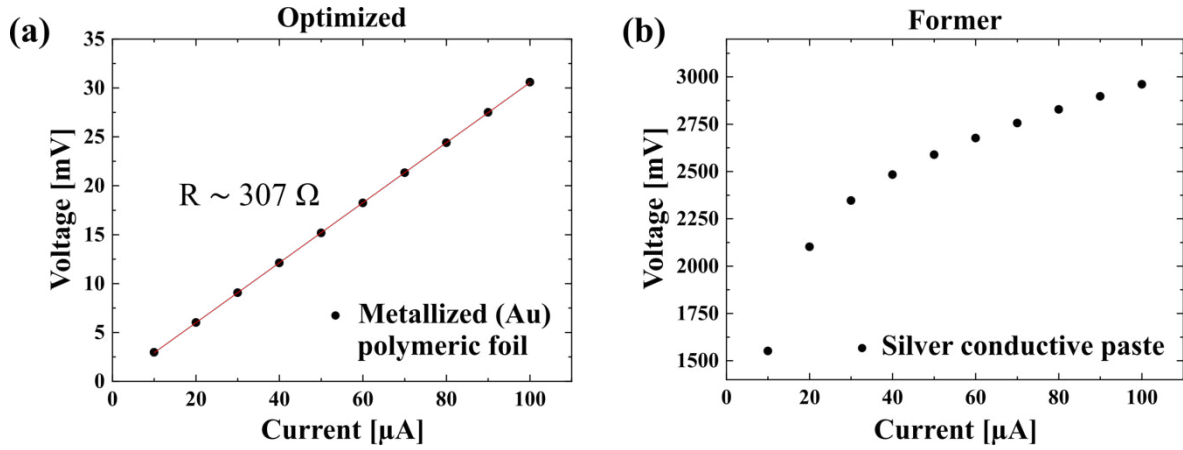 (a)
Optimized
35
30
25
20
15
10
5
0
Voltage [mV]
R ~ 307 Ω
Metallized (Au)
polymeric foil
0 20 40 60 80 100
Current [µA]
(b)
Former
3000
2750
2500
2250
2000
1750
1500
Voltage [mV]
Silver conductive paste
0 20 40 60 80 100
Current [µA]